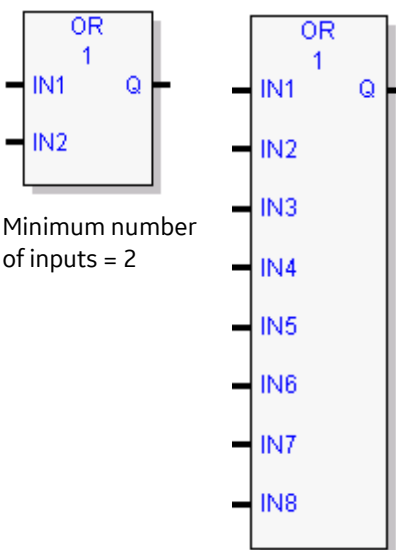 OR
1
IN1 Q
IN2
Minimum number
of inputs = 2
OR
1
IN1 Q
IN2
IN3
IN4
IN5
IN6
IN7
IN8